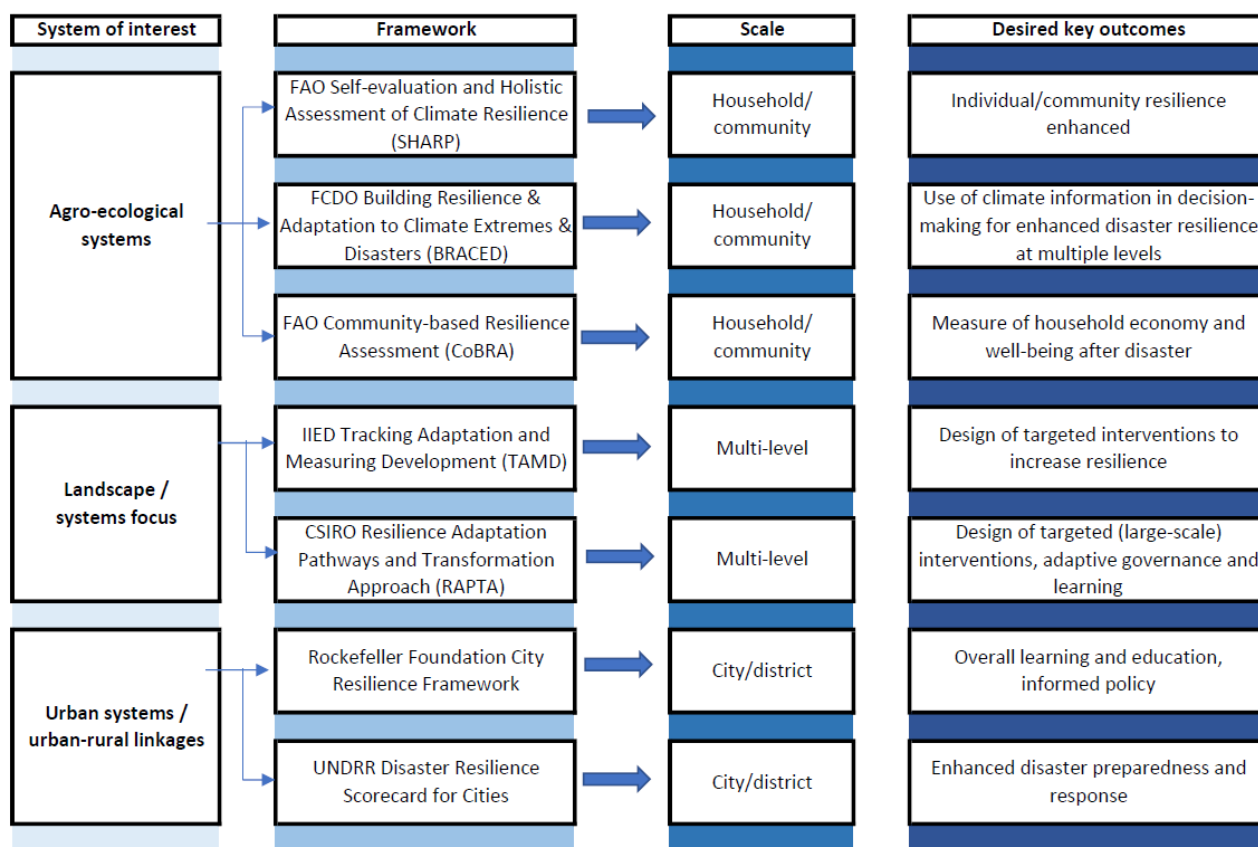 System of interest
Framework
Scale
Desired key outcomes
Agro-ecological
systems
FAO Self-evaluation and Holistic
Assessment of Climate Resilience
(SHARP)
Household/
community
Individual/community resilience
enhanced
FCDO Building Resilience &
Adaptation to Climate Extremes &
Disasters (BRACED)
Household/
community
Use of climate information in decision-
making for enhanced disaster resilience
at multiple levels
FAO Community-based Resilience
Assessment (CoBRA)
Household/
community
Measure of household economy and
well-being after disaster
Landscape /
systems focus
IIED Tracking Adaptation and
Measuring Development (TAMD)
Multi-level
Design of targeted interventions to
increase resilience
CSIRO Resilience Adaptation
Pathways and Transformation
Approach (RAPTA)
Multi-level
Design of targeted (large-scale)
interventions, adaptive governance and
learning
Urban systems /
urban-rural linkages
Rockefeller Foundation City
Resilience Framework
City/district
Overall learning and education,
informed policy
UNDRR Disaster Resilience
Scorecard for Cities
City/district
Enhanced disaster preparedness and
response